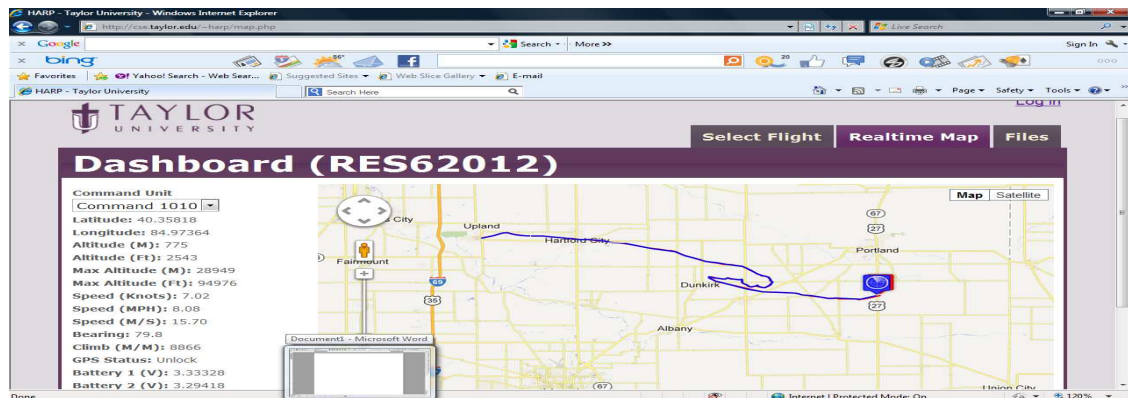 HARP - Taylor University - Windows Internet Explorer
http://cse.taylor.edu/~harp/map.php
Live Search
Google
Search
More >>
Sign In
bing
86°
20
Favorites
Yahoo! Search - Web Sear...
Suggested Sites
Web Slice Gallery
E-mail
HARP - Taylor University
Search Here
Page
Safety
Tools
TAYLOR
UNIVERSITY
Log in
Select Flight
Realtime Map
Files
Dashboard (RES62012)
Command Unit
Command 1010
Latitude: 40.35818
Longitude: 84.97364
Altitude (M): 775
Altitude (Ft): 2543
Max Altitude (M): 28949
Max Altitude (Ft): 94976
Speed (Knots): 7.02
Speed (MPH): 8.08
Speed (M/S): 15.70
Bearing: 79.8
Climb (M/M): 8866
GPS Status: Unlock
Battery 1 (V): 3.33328
Battery 2 (V): 3.29418
Map
Satellite
City
Upland
Hartford City
67
27
Portland
Fairmount
69
Dunkirk
35
27
Albany
67
Union City
Document1 - Microsoft Word
Done
Internet | Protected Mode: On
120%